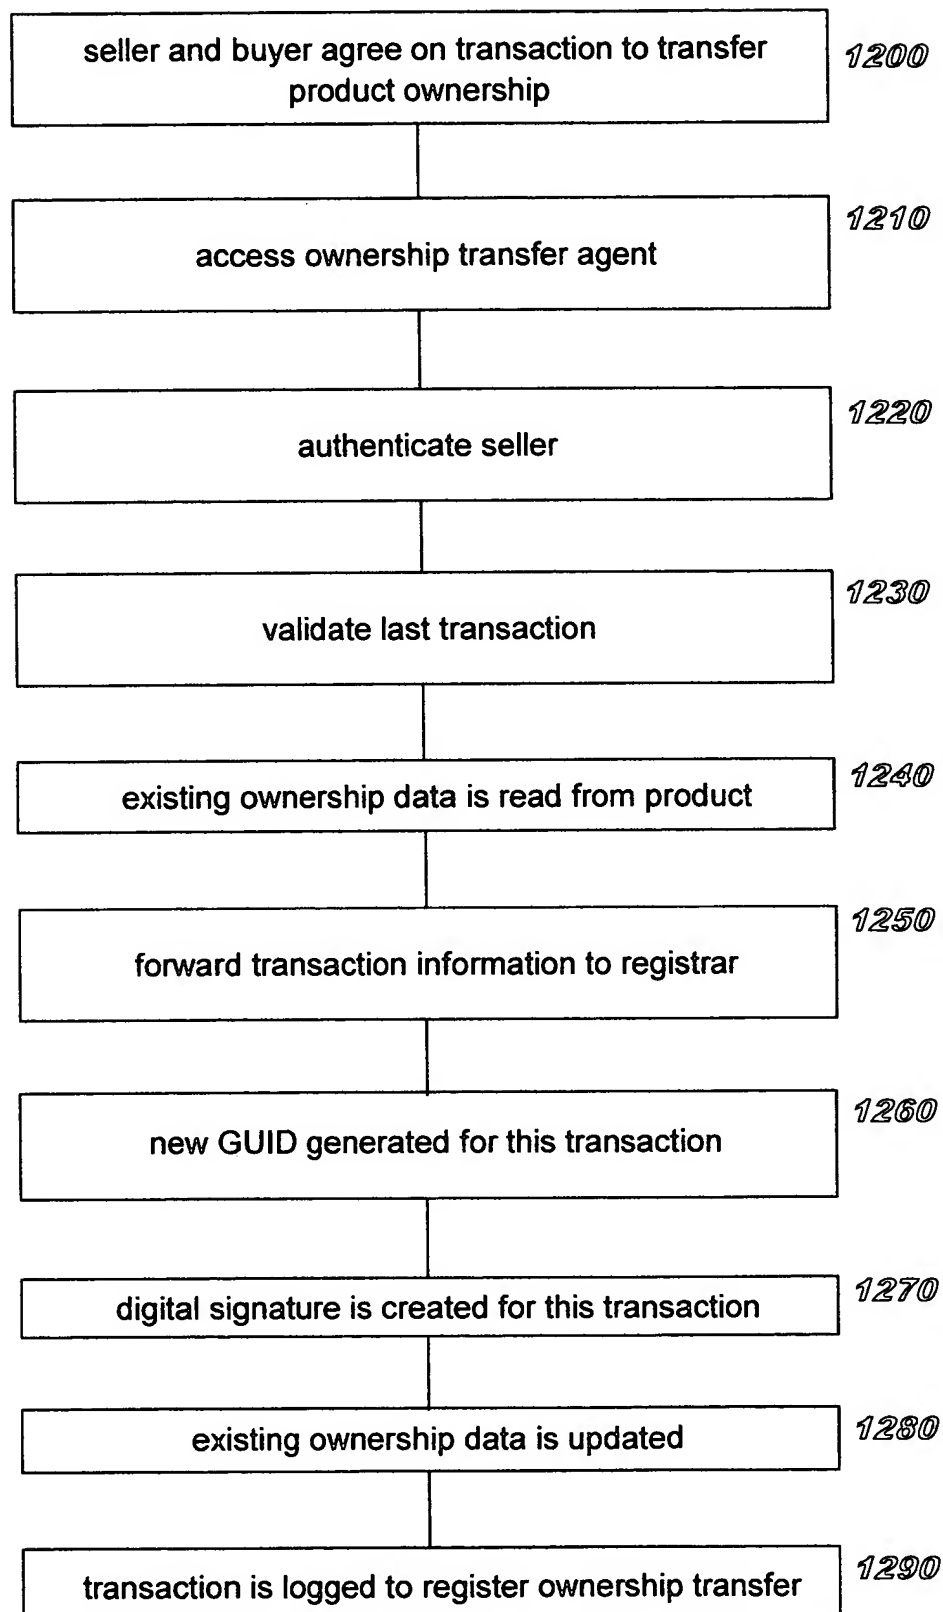 seller and buyer agree on transaction to transfer
product ownership
1200
access ownership transfer agent
1210
authenticate seller
1220
validate last transaction
1230
existing ownership data is read from product
1240
forward transaction information to registrar
1250
new GUID generated for this transaction
1260
digital signature is created for this transaction
1270
existing ownership data is updated
1280
transaction is logged to register ownership transfer
1290